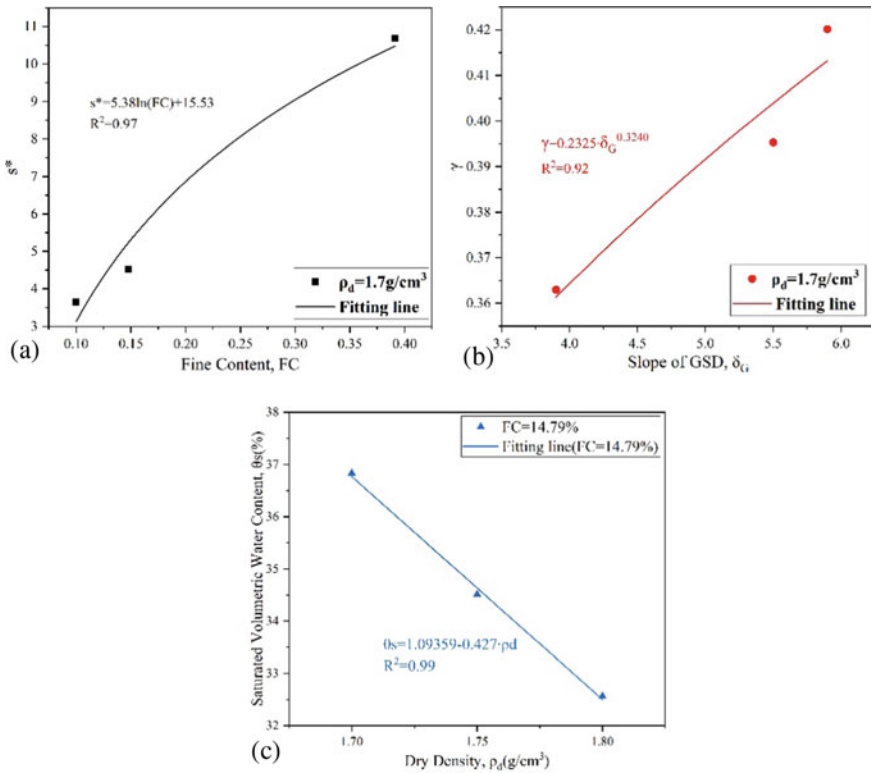 11
10
9
8
7
6
5
4
3
s*
s*=5.38ln(FC)+15.53
R²=0.97
ρd=1.7g/cm³
Fitting line
0.10 0.15 0.20 0.25 0.30 0.35 0.40
(a)
Fine Content, FC
0.42
0.41
0.40
0.39
0.38
0.37
0.36
γ
γ=0.2325·δG^0.3240
R²=0.92
ρd=1.7g/cm³
Fitting line
3.5 4.0 4.5 5.0 5.5 6.0
(b)
Slope of GSD, δG
38
37
36
35
34
33
32
Saturated Volumetric Water Content, θs(%)
FC=14.79%
Fitting line(FC=14.79%)
θs=1.09359-0.427·ρd
R²=0.99
1.70 1.75 1.80
(c)
Dry Density, ρd(g/cm³)